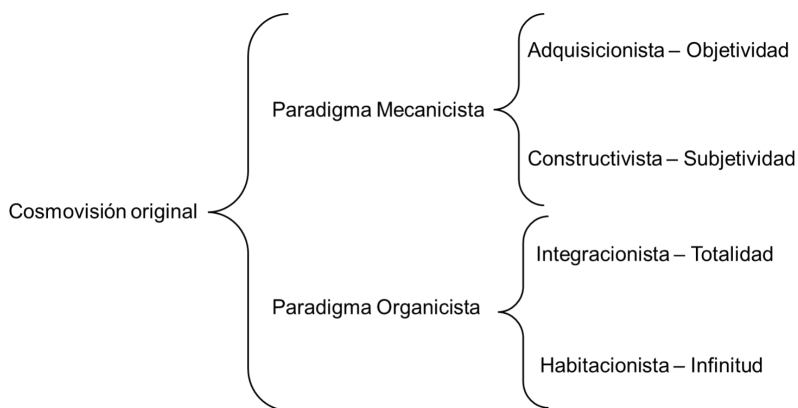 Adquisicionista – Objetividad
Paradigma Mecanicista
Constructivista – Subjetividad
Cosmovisión original
Integracionista – Totalidad
Paradigma Organicista
Habitacionista – Infinitud